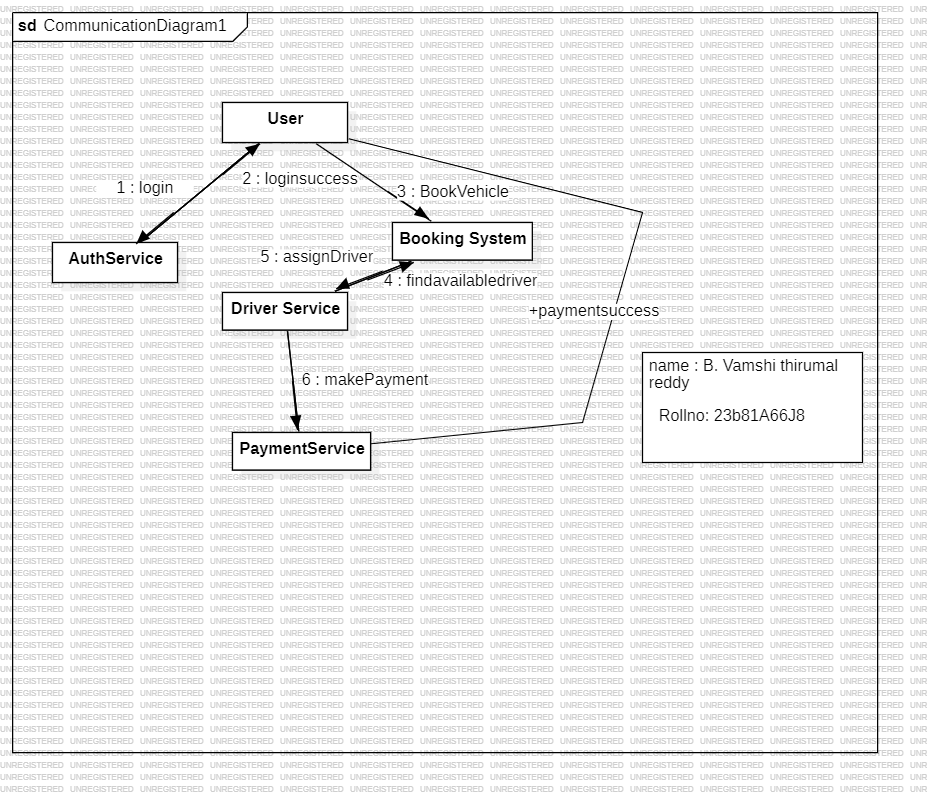 sd CommunicationDiagram1
User
1 : login
2 : loginsuccess
3 : BookVehicle
AuthService
Booking System
5 : assignDriver
4 : findavailabledriver
Driver Service
+paymentsuccess
6 : makePayment
name : B. Vamshi thirumal
reddy
Rollno: 23b81A66J8
PaymentService
UNREGISTERED